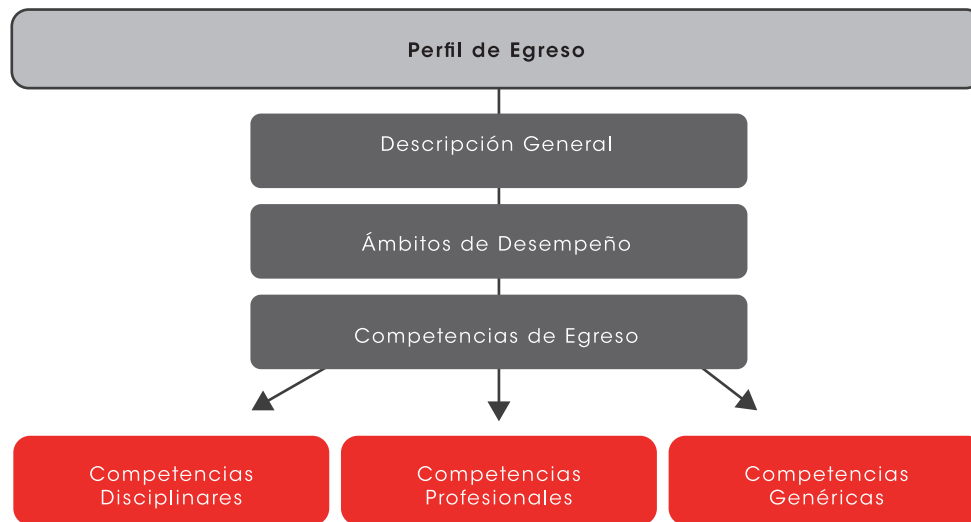 Perfil de Egreso
Descripción General
Ámbitos de Desempeño
Competencias de Egreso
Competencias
Disciplinares
Competencias
Profesionales
Competencias
Genéricas